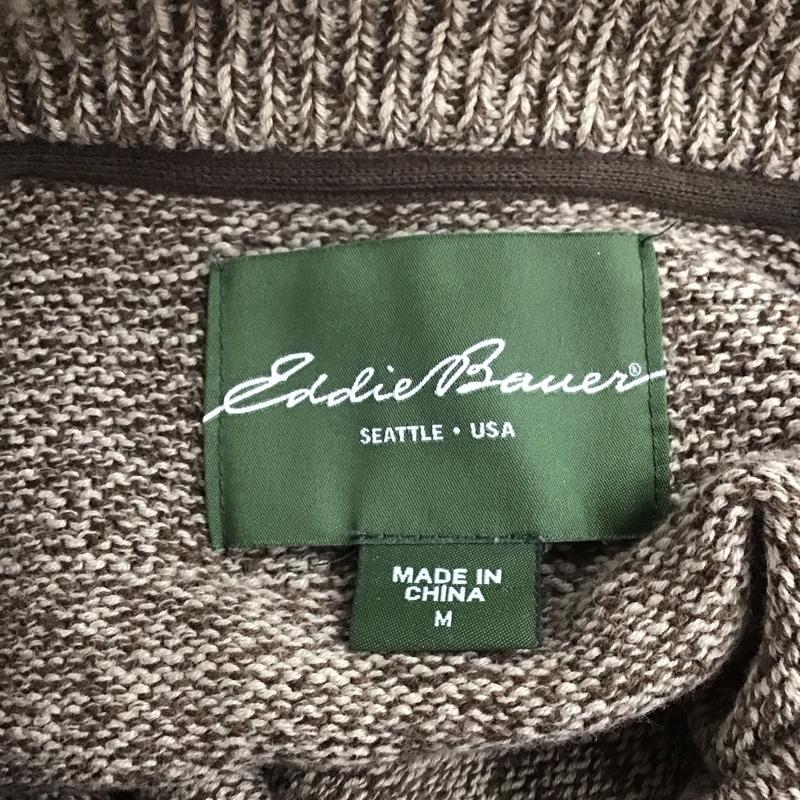 Eddie Bauer®
SEATTLE • USA
MADE IN
CHINA
M